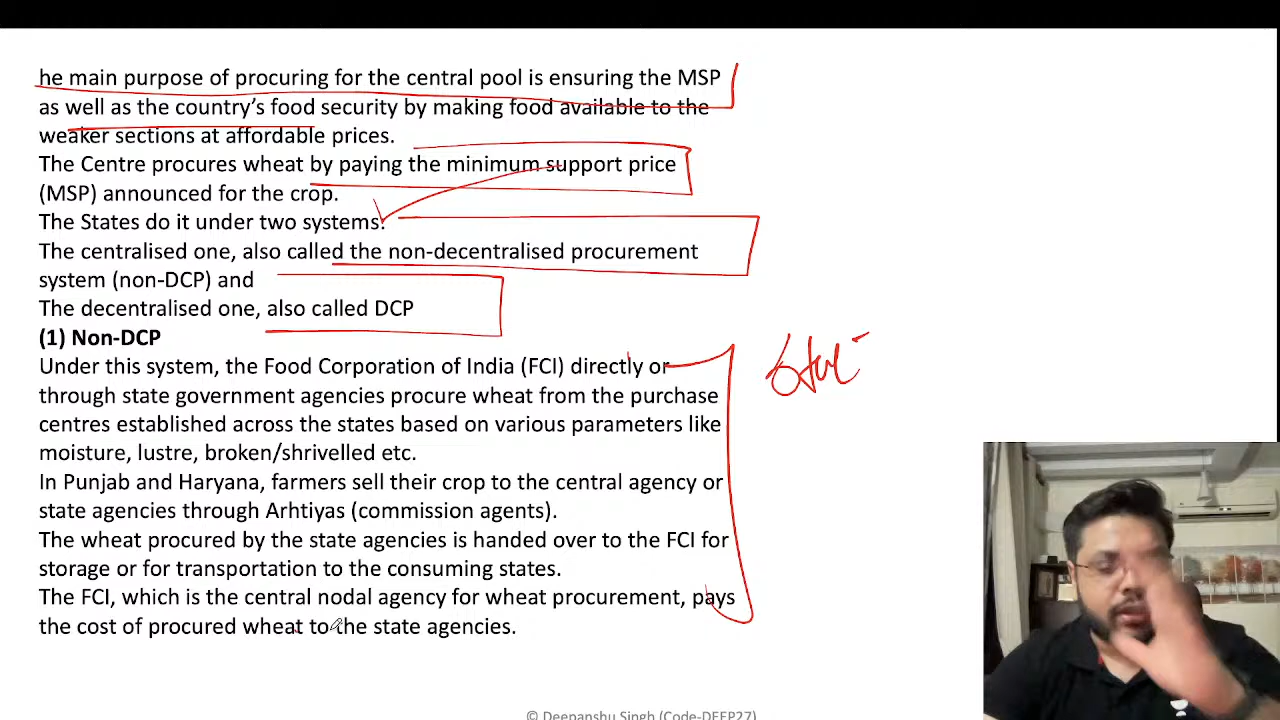 he main purpose of procuring for the central pool is ensuring the MSP
as well as the country's food security by making food available to the
weaker sections at affordable prices.
The Centre procures wheat by paying the minimum support price
(MSP) announced for the crop.
The States do it under two systems.
The centralised one, also called the non-decentralised procurement
system (non-DCP) and
The decentralised one, also called DCP
(1) Non-DCP
Under this system, the Food Corporation of India (FCI) directly or
through state government agencies procure wheat from the purchase
centres established across the states based on various parameters like
moisture, lustre, broken/shrivelled etc.
In Punjab and Haryana, farmers sell their crop to the central agency or
state agencies through Arhtiyas (commission agents).
The wheat procured by the state agencies is handed over to the FCI for
storage or for transportation to the consuming states.
The FCI, which is the central nodal agency for wheat procurement, pays
the cost of procured wheat to the state agencies.
© Deepanshu Singh (Code-DEEP27)